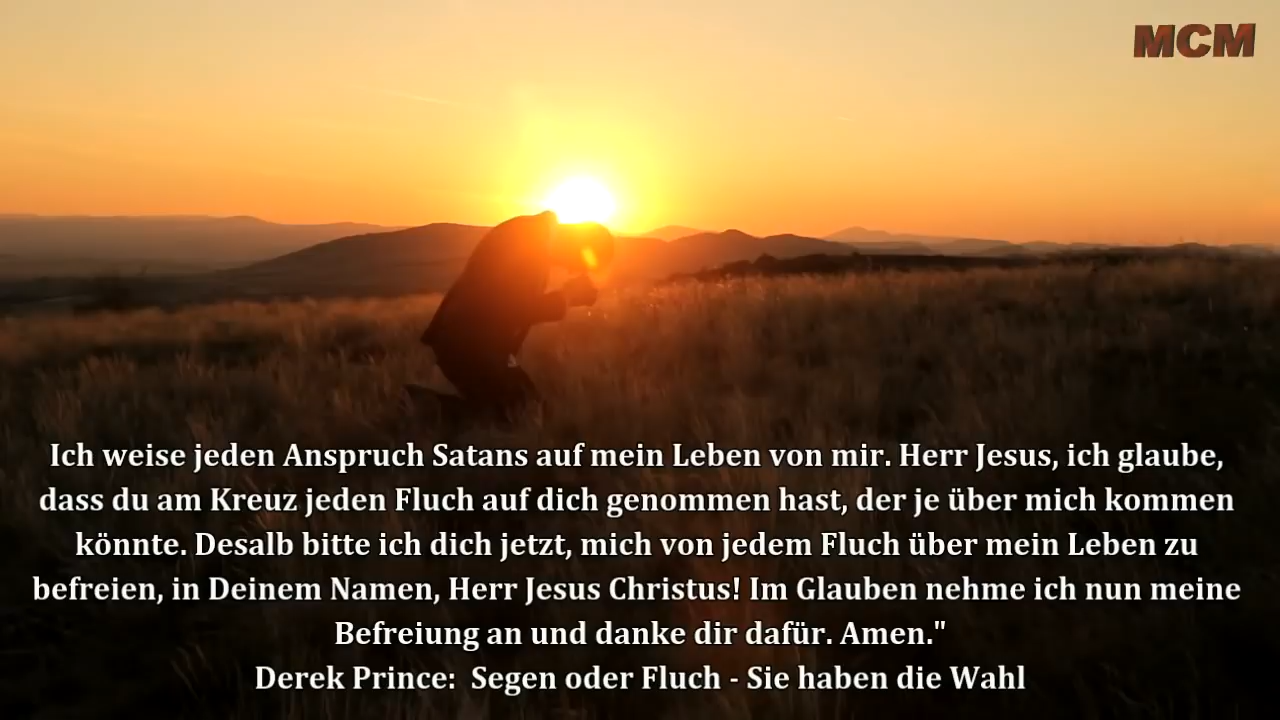 MCM
Ich weise jeden Anspruch Satans auf mein Leben von mir. Herr Jesus, ich glaube,
dass du am Kreuz jeden Fluch auf dich genommen hast, der je über mich kommen
könnte. Desalb bitte ich dich jetzt, mich von jedem Fluch über mein Leben zu
befreien, in Deinem Namen, Herr Jesus Christus! Im Glauben nehme ich nun meine
Befreiung an und danke dir dafür. Amen."
Derek Prince:  Segen oder Fluch - Sie haben die Wahl